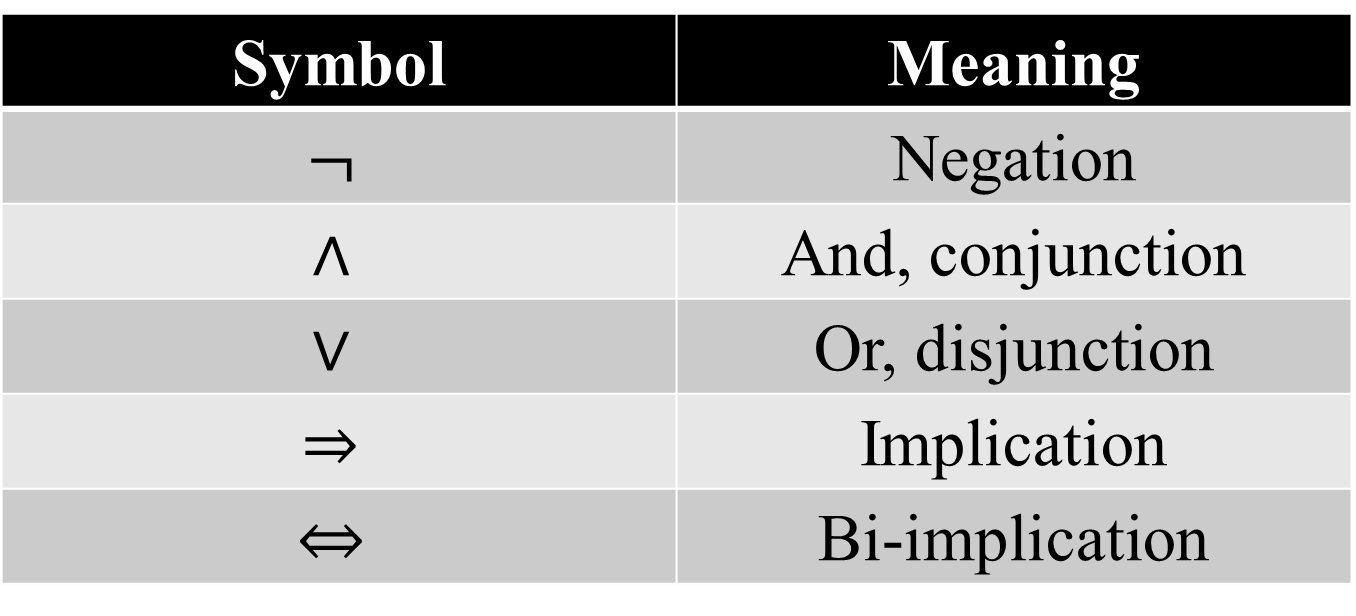 Symbol Meaning
¬ Negation
∧ And, conjunction
∨ Or, disjunction
⇒ Implication
⇔ Bi-implication